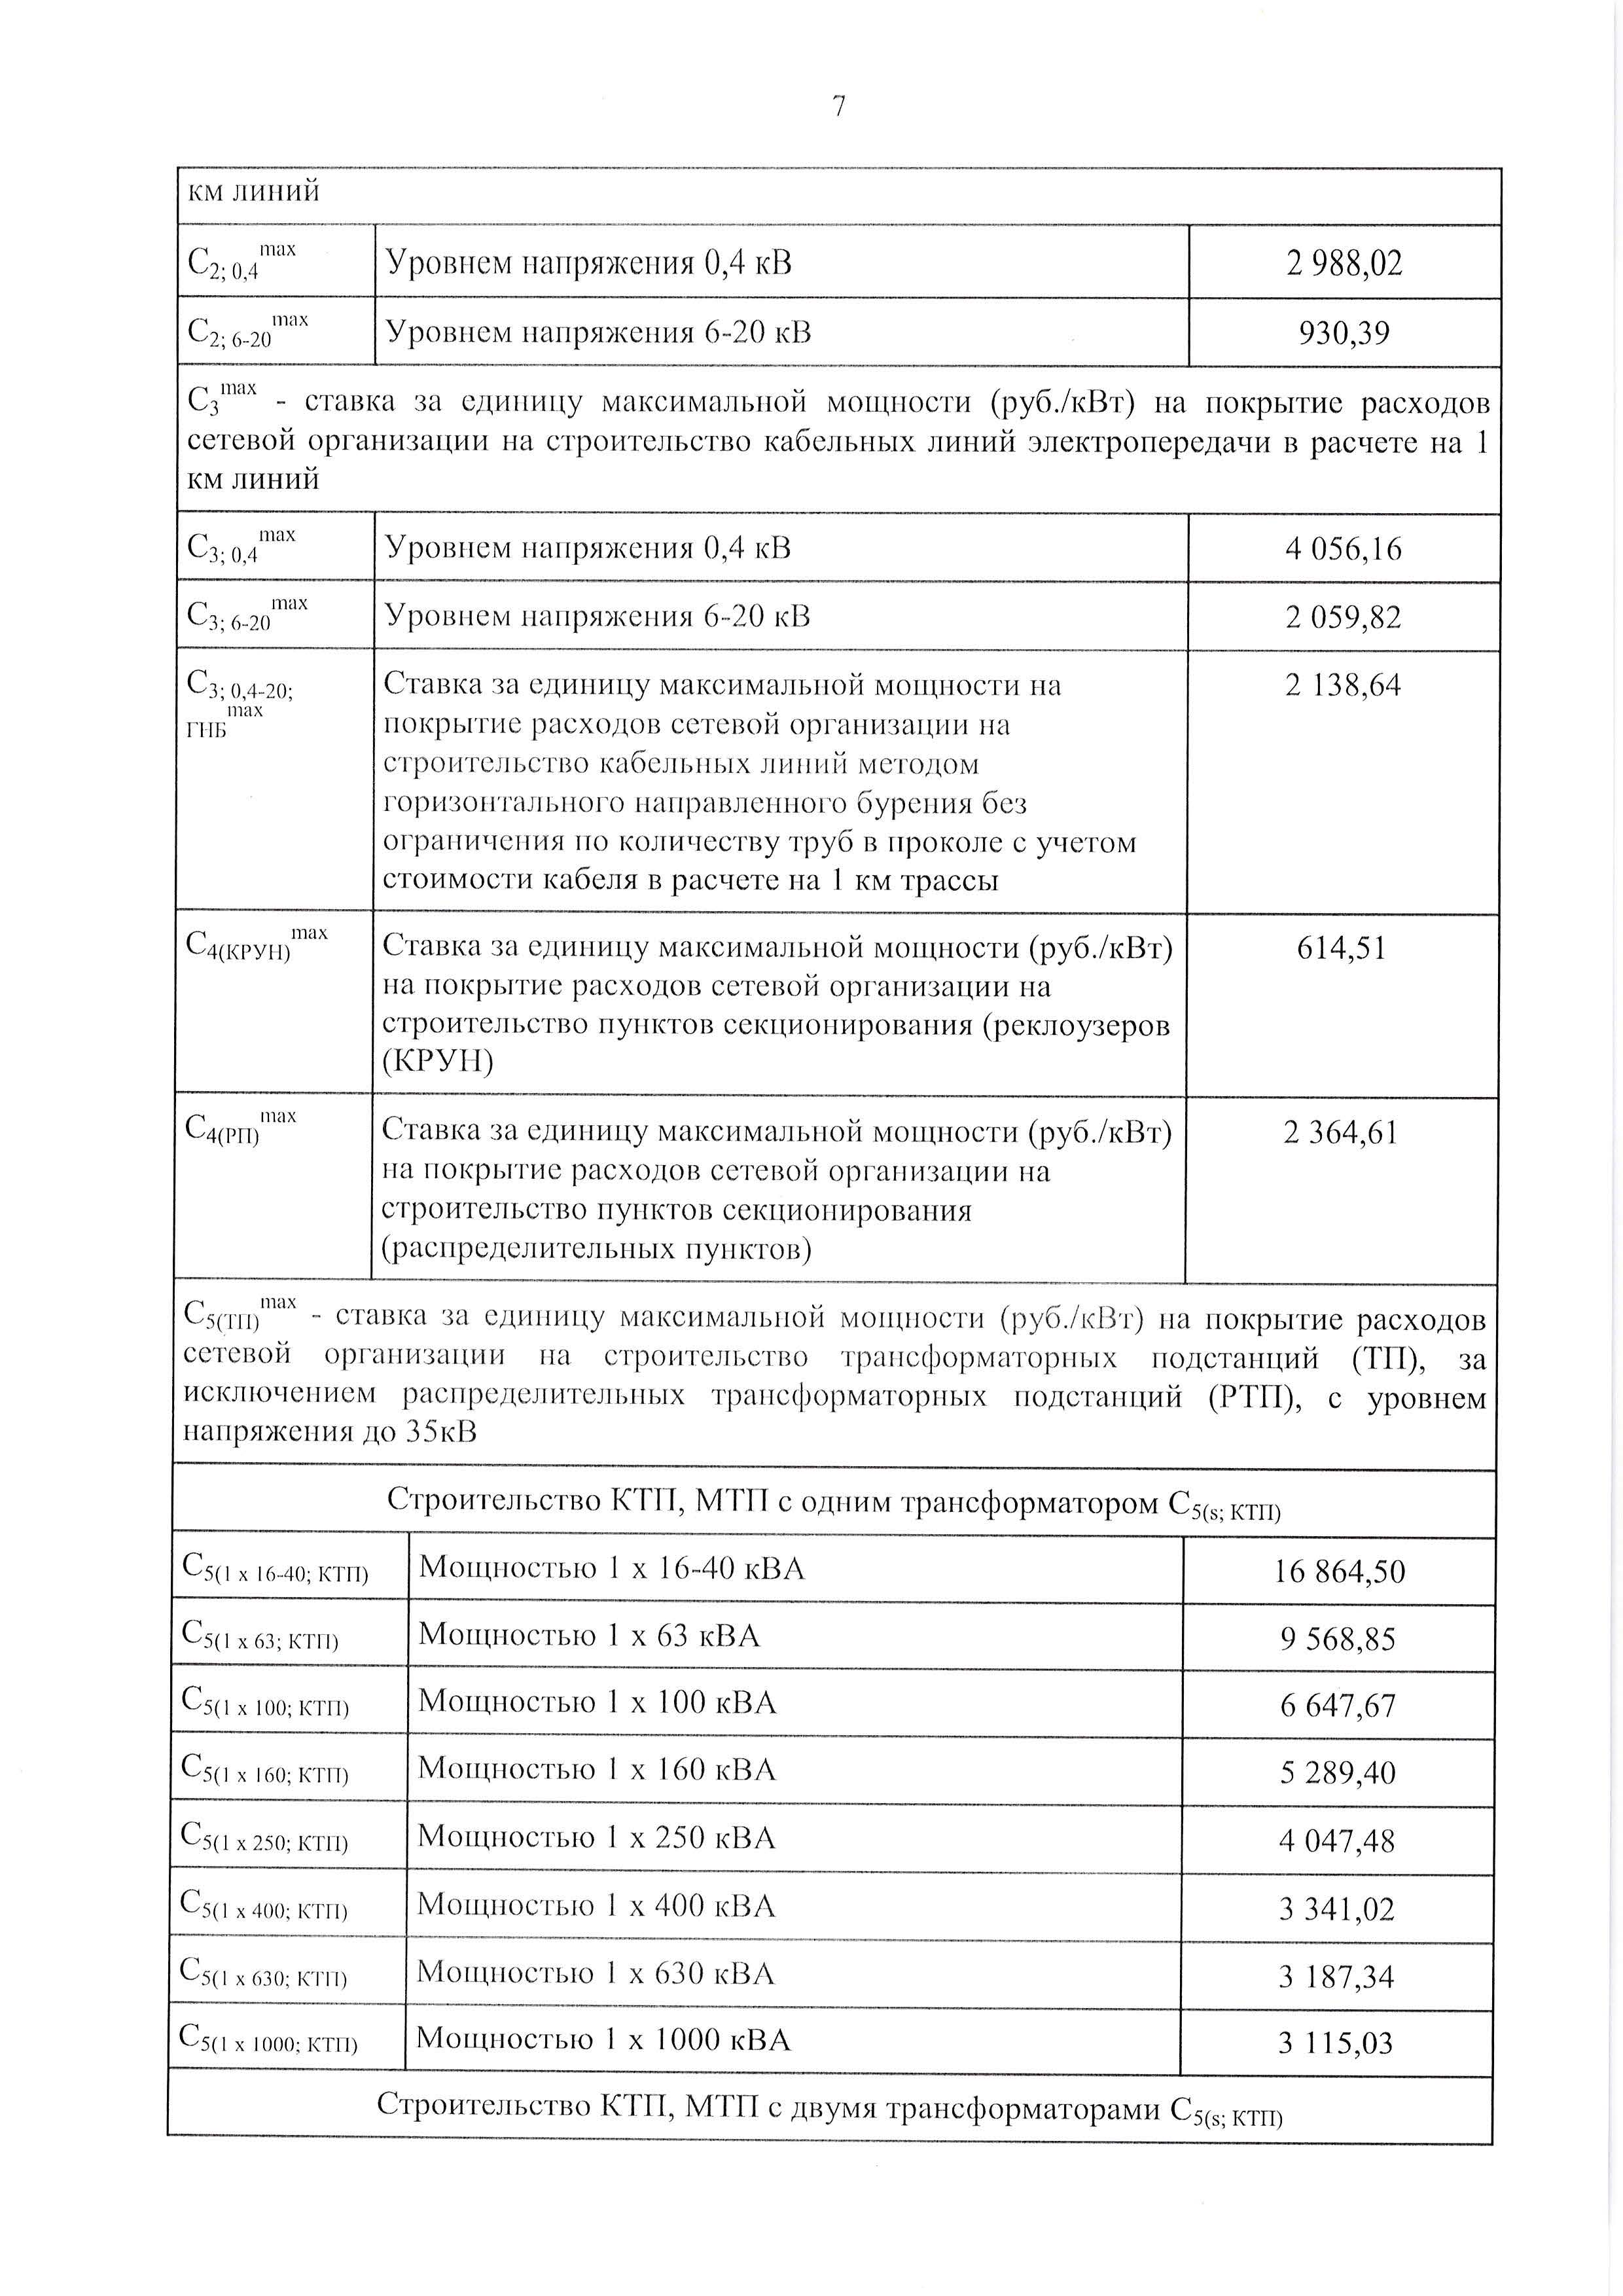 7
км линий
C2; 0,4 max Уровнем напряжения 0,4 кВ 2 988,02
C2; 6-20 max Уровнем напряжения 6-20 кВ 930,39
C3 max - ставка за единицу максимальной мощности (руб./кВт) на покрытие расходов
сетевой организации на строительство кабельных линий электропередачи в расчете на 1
км линий
C3; 0,4 max Уровнем напряжения 0,4 кВ 4 056,16
C3; 6-20 max Уровнем напряжения 6-20 кВ 2 059,82
C3; 0,4-20; Ставка за единицу максимальной мощности на 2 138,64
ГНБ max покрытие расходов сетевой организации на
строительство кабельных линий методом
горизонтального направленного бурения без
ограничения по количеству труб в проколе с учетом
стоимости кабеля в расчете на 1 км трассы
C4(КРУН) max Ставка за единицу максимальной мощности (руб./кВт) 614,51
на покрытие расходов сетевой организации на
строительство пунктов секционирования (реклоузеров
(КРУН)
C4(РП) max Ставка за единицу максимальной мощности (руб./кВт) 2 364,61
на покрытие расходов сетевой организации на
строительство пунктов секционирования
(распределительных пунктов)
C5(ТП) max - ставка за единицу максимальной мощности (руб./кВт) на покрытие расходов
сетевой организации на строительство трансформаторных подстанций (ТП), за
исключением распределительных трансформаторных подстанций (РТП), с уровнем
напряжения до 35кВ
Строительство КТП, МТП с одним трансформатором C5(s; КТП)
C5(1 x 16-40; КТП) Мощностью 1 x 16-40 кВА 16 864,50
C5(1 x 63; КТП) Мощностью 1 x 63 кВА 9 568,85
C5(1 x 100; КТП) Мощностью 1 x 100 кВА 6 647,67
C5(1 x 160; КТП) Мощностью 1 x 160 кВА 5 289,40
C5(1 x 250; КТП) Мощностью 1 x 250 кВА 4 047,48
C5(1 x 400; КТП) Мощностью 1 x 400 кВА 3 341,02
C5(1 x 630; КТП) Мощностью 1 x 630 кВА 3 187,34
C5(1 x 1000; КТП) Мощностью 1 x 1000 кВА 3 115,03
Строительство КТП, МТП с двумя трансформаторами C5(s; КТП)